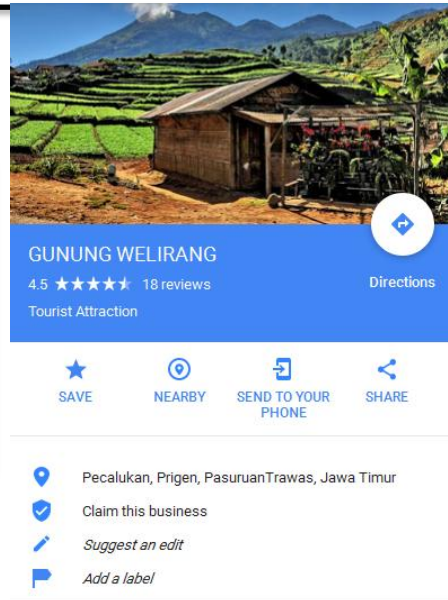 GUNUNG WELIRANG
4.5 ★★★★★ 18 reviews
Directions
Tourist Attraction
SAVE
NEARBY
SEND TO YOUR
PHONE
SHARE
Pecalukan, Prigen, PasuruanTrawas, Jawa Timur
Claim this business
Suggest an edit
Add a label